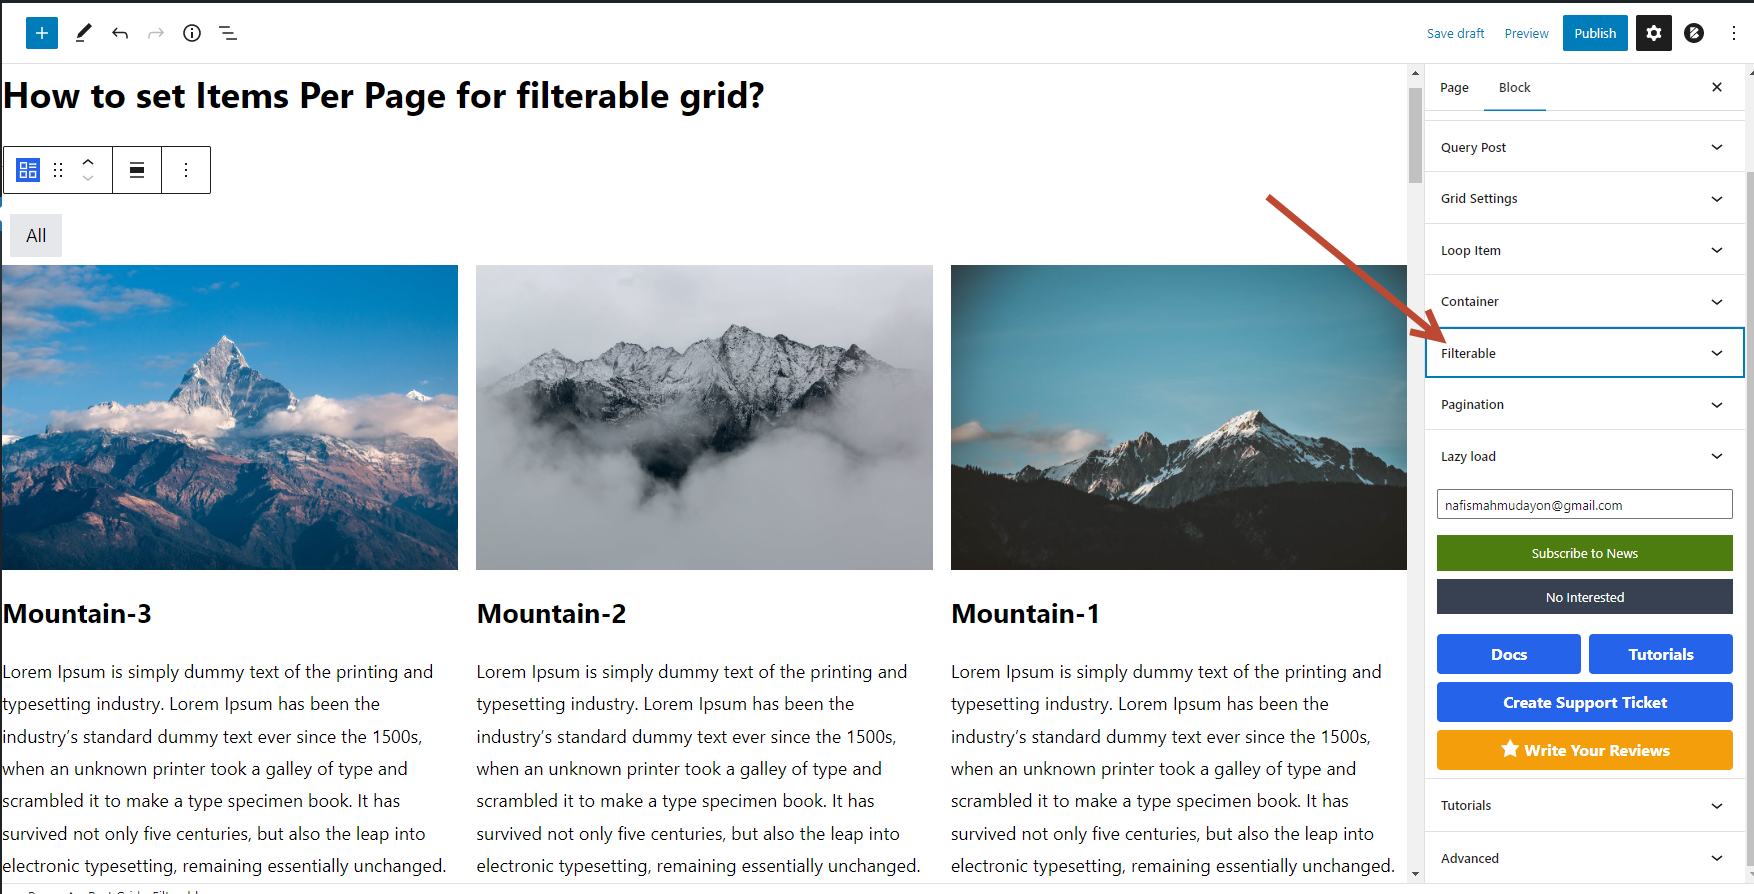 Save draft
Preview
Publish
How to set Items Per Page for filterable grid?
All
Mountain-3
Lorem Ipsum is simply dummy text of the printing and
typesetting industry. Lorem Ipsum has been the
industry’s standard dummy text ever since the 1500s,
when an unknown printer took a galley of type and
scrambled it to make a type specimen book. It has
survived not only five centuries, but also the leap into
electronic typesetting, remaining essentially unchanged.
Mountain-2
Lorem Ipsum is simply dummy text of the printing and
typesetting industry. Lorem Ipsum has been the
industry’s standard dummy text ever since the 1500s,
when an unknown printer took a galley of type and
scrambled it to make a type specimen book. It has
survived not only five centuries, but also the leap into
electronic typesetting, remaining essentially unchanged.
Mountain-1
Lorem Ipsum is simply dummy text of the printing and
typesetting industry. Lorem Ipsum has been the
industry’s standard dummy text ever since the 1500s,
when an unknown printer took a galley of type and
scrambled it to make a type specimen book. It has
survived not only five centuries, but also the leap into
electronic typesetting, remaining essentially unchanged.
Page
Block
Query Post
Grid Settings
Loop Item
Container
Filterable
Pagination
Lazy load
nafismahmudayon@gmail.com
Subscribe to News
No Interested
Docs
Tutorials
Create Support Ticket
Write Your Reviews
Tutorials
Advanced